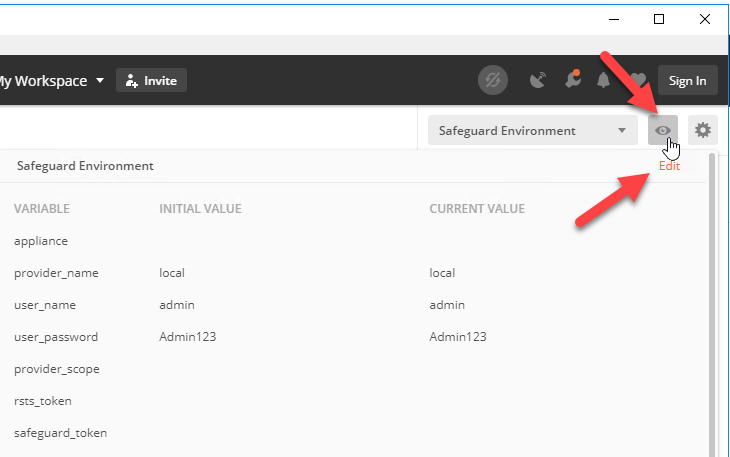 My Workspace Invite Sign In
Safeguard Environment
Safeguard Environment Edit
VARIABLE INITIAL VALUE CURRENT VALUE
appliance
provider_name local local
user_name admin admin
user_password Admin123 Admin123
provider_scope
rsts_token
safeguard_token